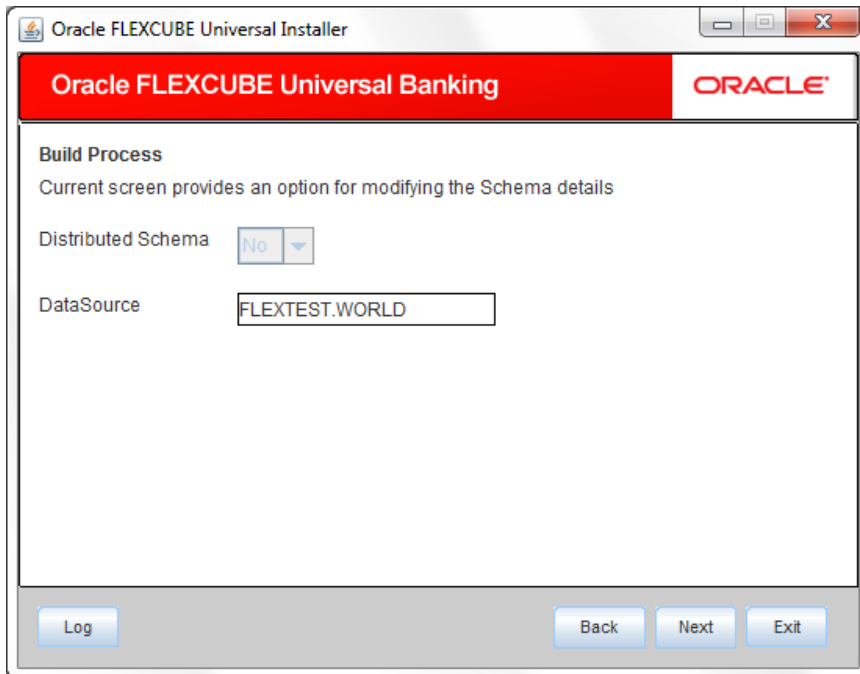 Oracle FLEXCUBE Universal Installer
Oracle FLEXCUBE Universal Banking
ORACLE
Build Process
Current screen provides an option for modifying the Schema details
Distributed Schema No
DataSource FLEXTEST.WORLD
Log Back Next Exit